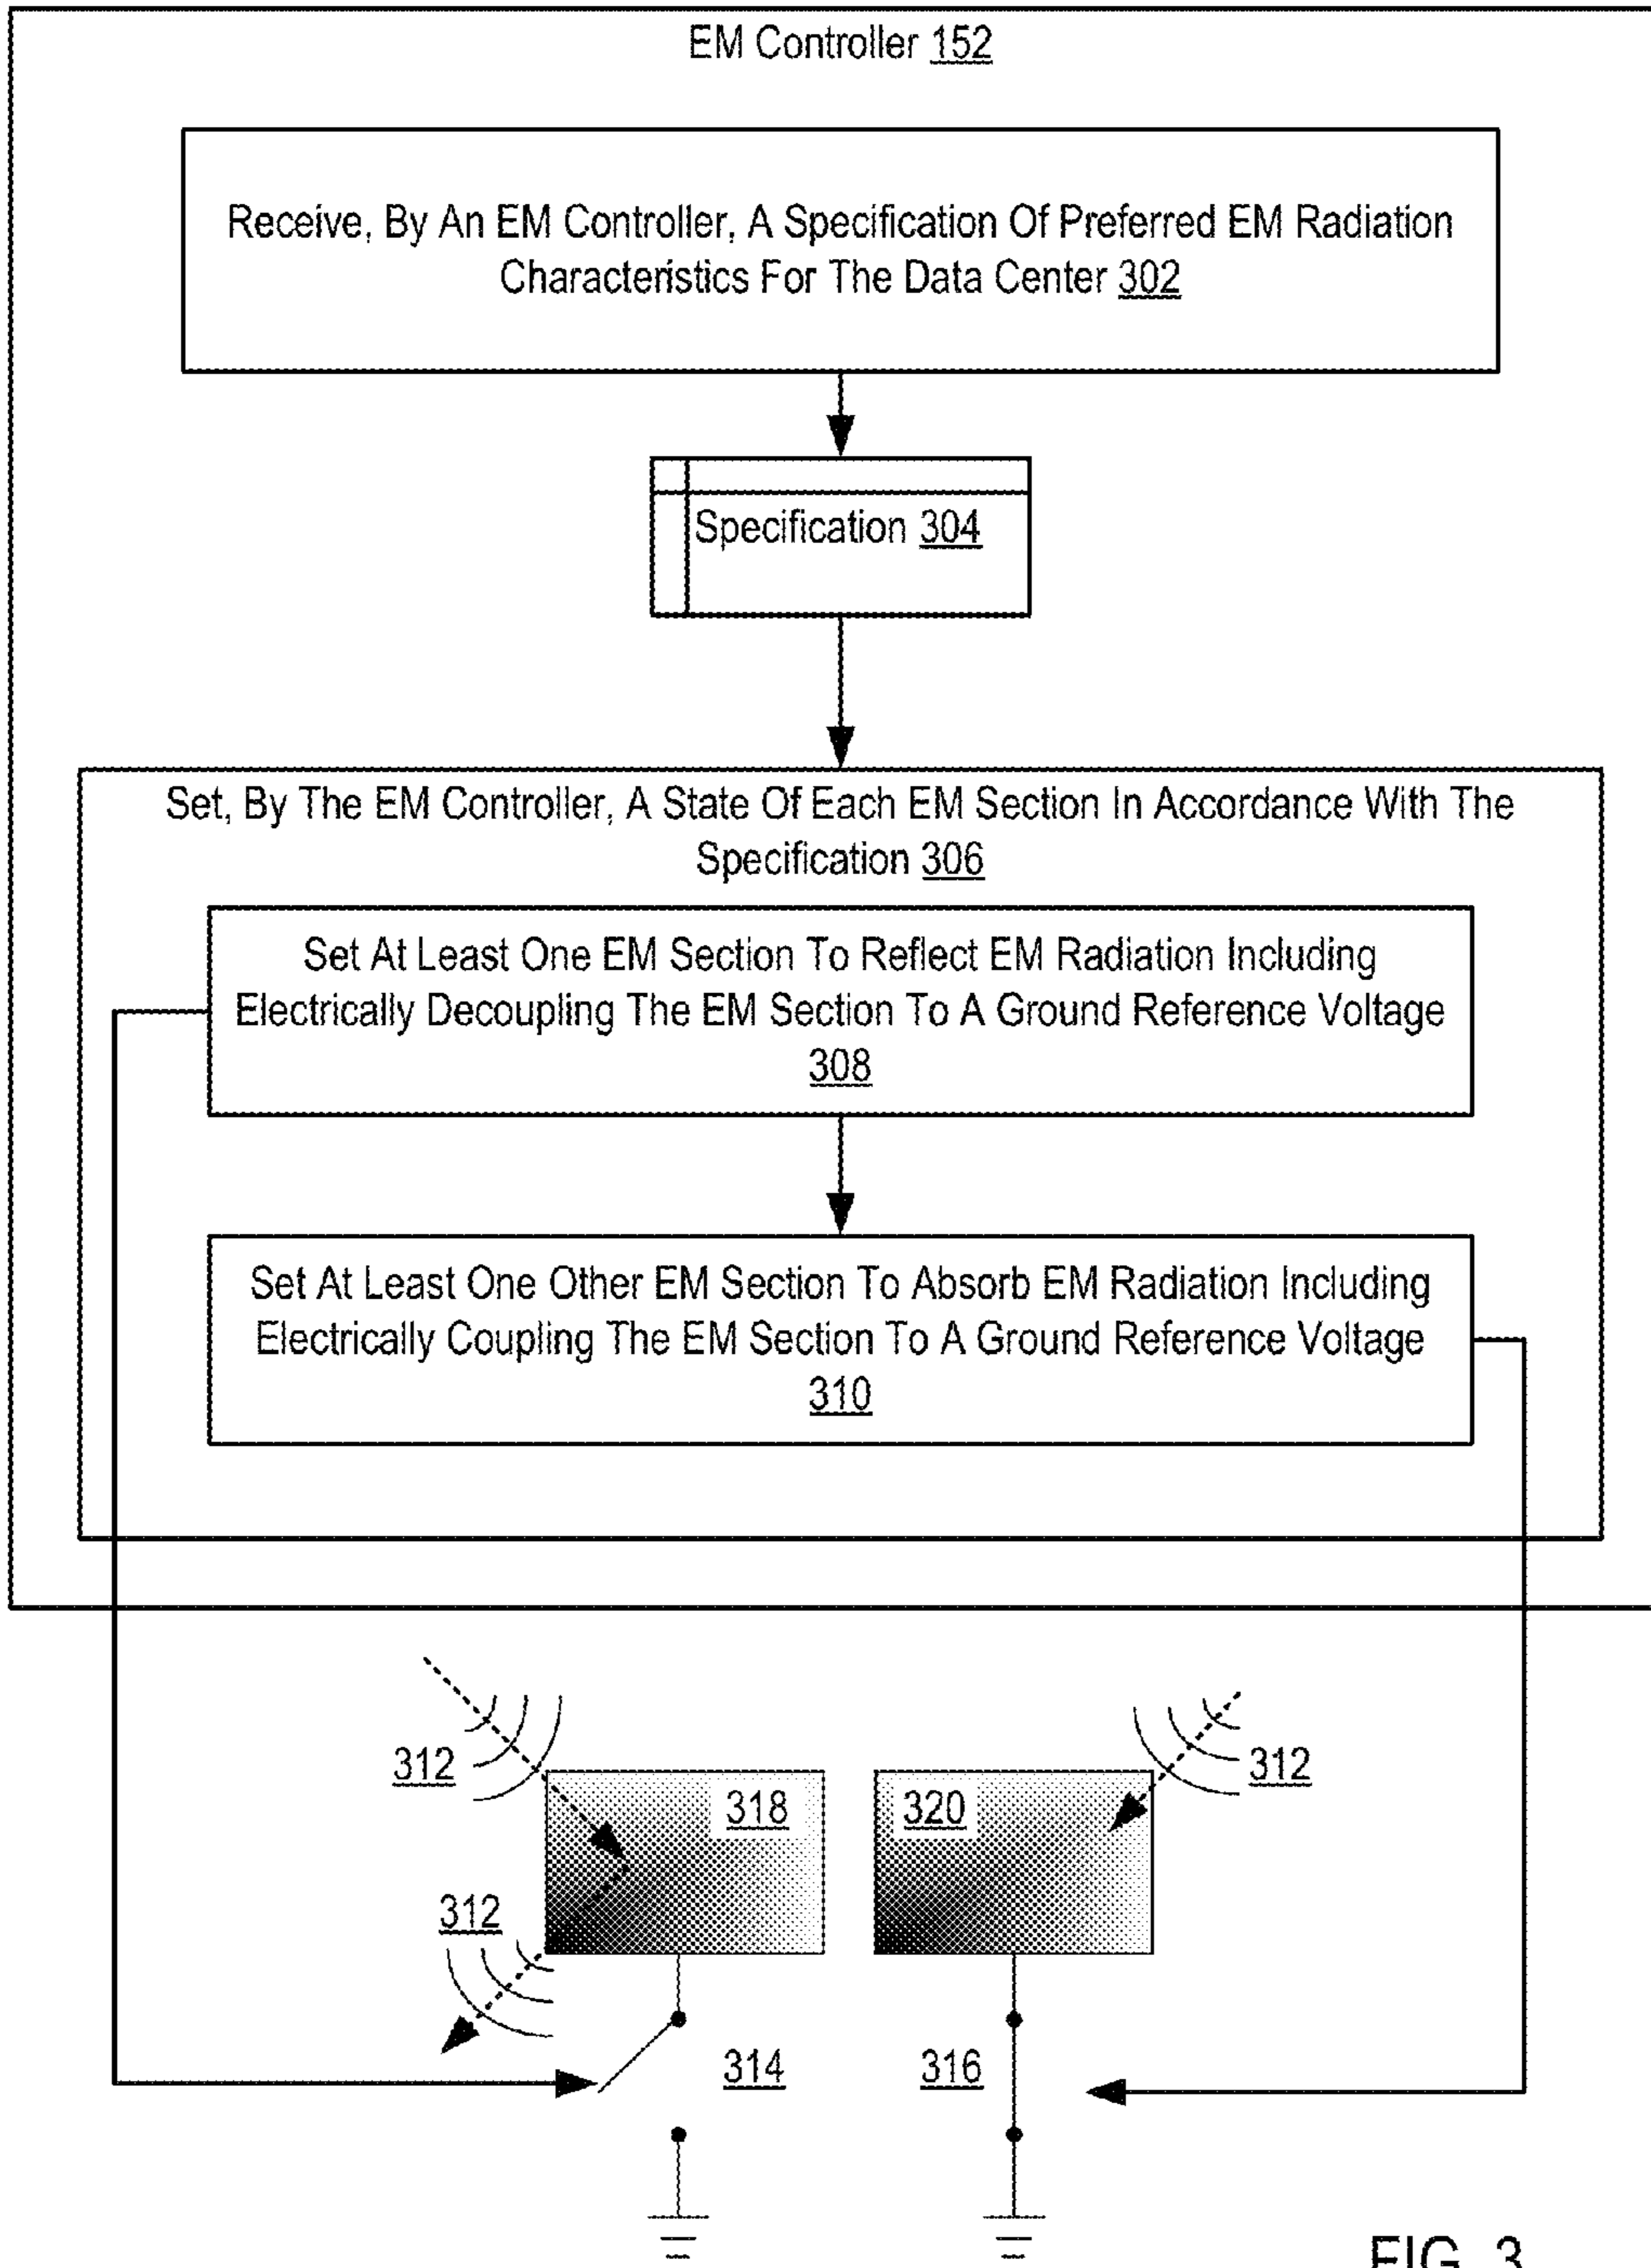 EM Controller 152
Receive, By An EM Controller, A Specification Of Preferred EM Radiation
Characteristics For The Data Center 302
Specification 304
Set, By The EM Controller, A State Of Each EM Section In Accordance With The
Specification 306
Set At Least One EM Section To Reflect EM Radiation Including
Electrically Decoupling The EM Section To A Ground Reference Voltage
308
Set At Least One Other EM Section To Absorb EM Radiation Including
Electrically Coupling The EM Section To A Ground Reference Voltage
310
312
312
318
320
312
314
316
FIG. 3